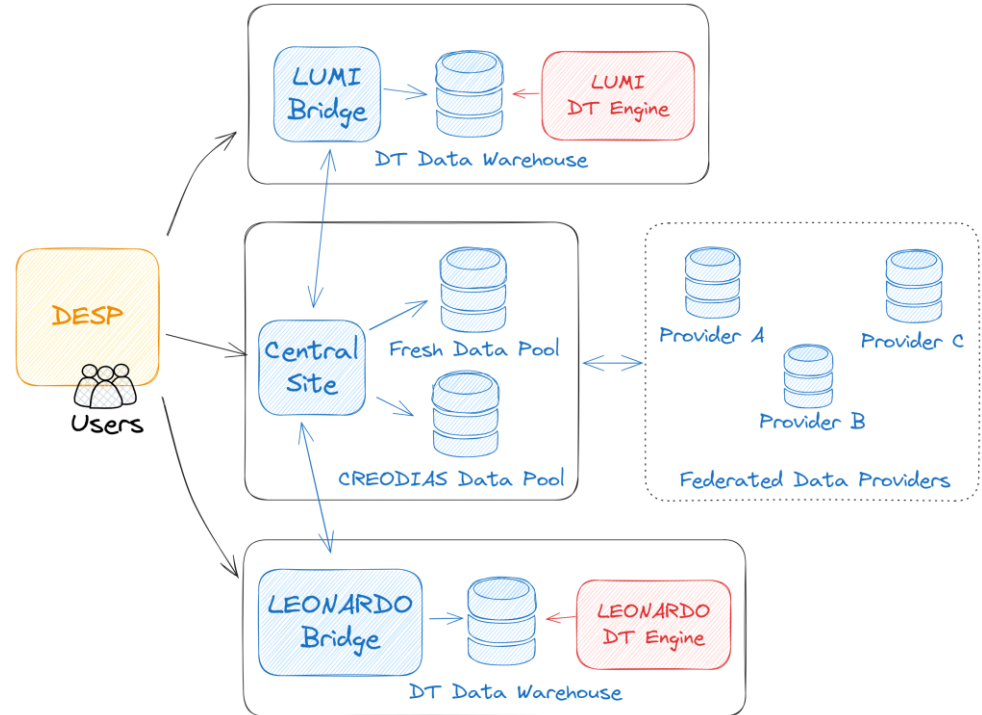 LUMI
Bridge
LUMI
DT Engine
DT Data Warehouse
DESP
Users
Central
Site
Fresh Data Pool
CREODIAS Data Pool
Provider A
Provider C
Provider B
Federated Data Providers
LEONARDO
Bridge
LEONARDO
DT Engine
DT Data Warehouse